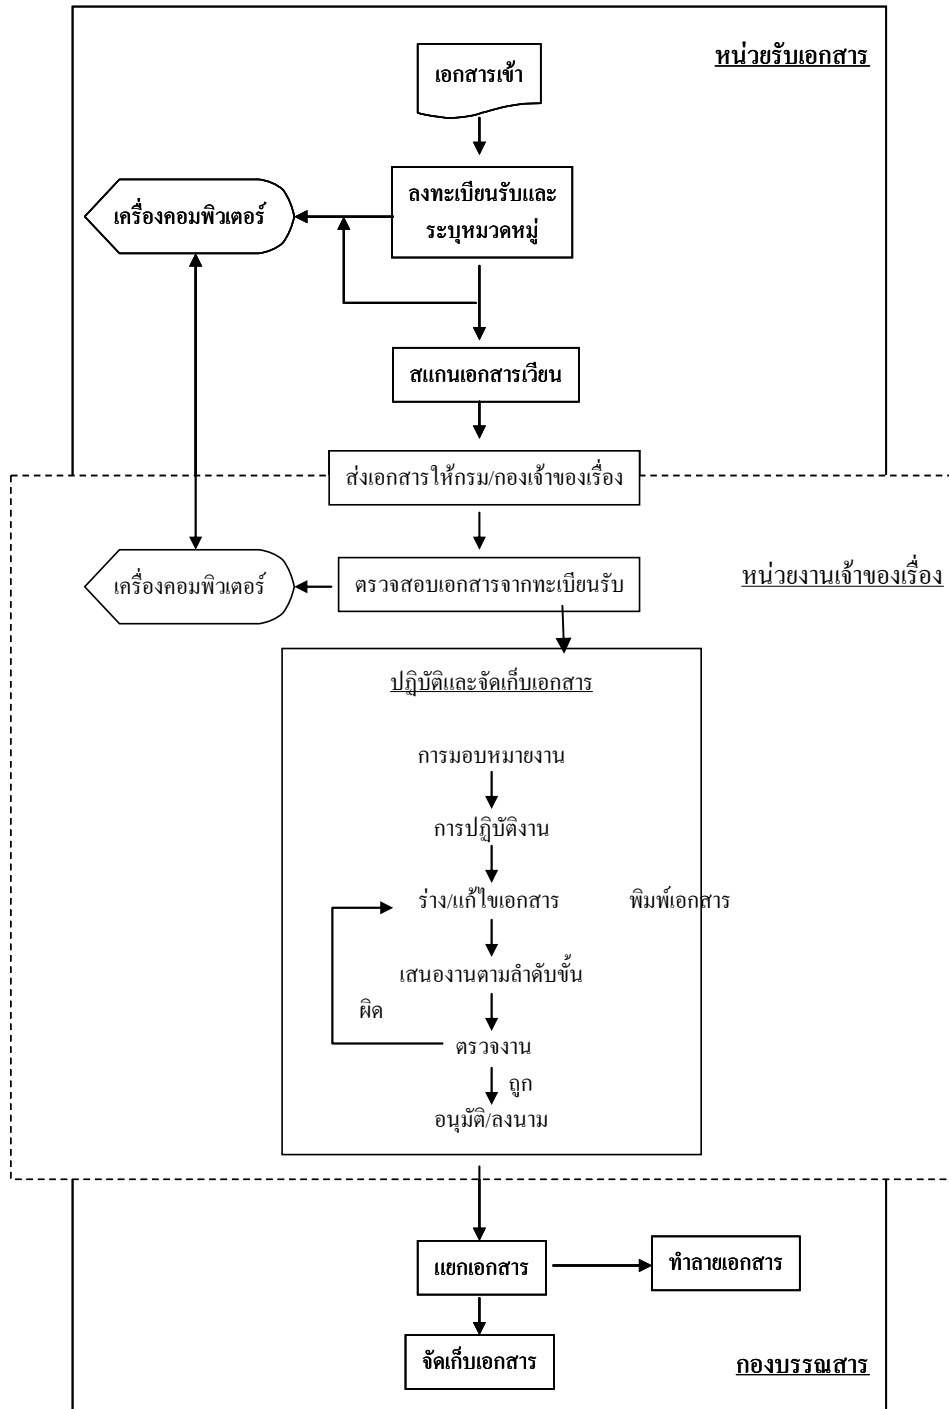 หน่วยรับเอกสาร
เอกสารเข้า
ลงทะเบียนรับและ
ระบุหมวดหมู่
เครื่องคอมพิวเตอร์
สแกนเอกสารเวียน
ส่งเอกสารให้กรม/กองเจ้าของเรื่อง
หน่วยงานเจ้าของเรื่อง
เครื่องคอมพิวเตอร์
ตรวจสอบเอกสารจากทะเบียนรับ
ปฏิบัติและจัดเก็บเอกสาร
การมอบหมายงาน
การปฏิบัติงาน
ร่าง/แก้ไขเอกสาร
พิมพ์เอกสาร
เสนองานตามลำดับขั้น
ผิด
ตรวจงาน
ถูก
อนุมัติ/ลงนาม
แยกเอกสาร
ทำลายเอกสาร
จัดเก็บเอกสาร
กองบรรณสาร